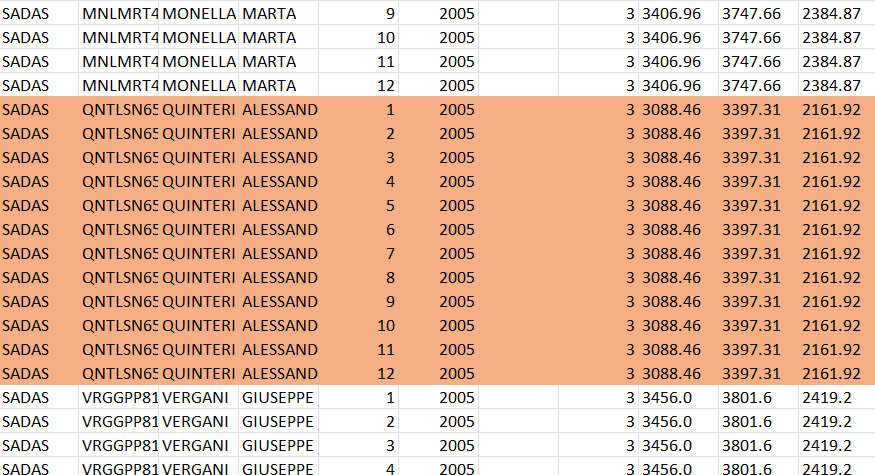 SADAS MNLMRT4 MONELLA MARTA 9 2005 3 3406.96 3747.66 2384.87
SADAS MNLMRT4 MONELLA MARTA 10 2005 3 3406.96 3747.66 2384.87
SADAS MNLMRT4 MONELLA MARTA 11 2005 3 3406.96 3747.66 2384.87
SADAS MNLMRT4 MONELLA MARTA 12 2005 3 3406.96 3747.66 2384.87
SADAS QNTLSN65 QUINTERI ALESSAND 1 2005 3 3088.46 3397.31 2161.92
SADAS QNTLSN65 QUINTERI ALESSAND 2 2005 3 3088.46 3397.31 2161.92
SADAS QNTLSN65 QUINTERI ALESSAND 3 2005 3 3088.46 3397.31 2161.92
SADAS QNTLSN65 QUINTERI ALESSAND 4 2005 3 3088.46 3397.31 2161.92
SADAS QNTLSN65 QUINTERI ALESSAND 5 2005 3 3088.46 3397.31 2161.92
SADAS QNTLSN65 QUINTERI ALESSAND 6 2005 3 3088.46 3397.31 2161.92
SADAS QNTLSN65 QUINTERI ALESSAND 7 2005 3 3088.46 3397.31 2161.92
SADAS QNTLSN65 QUINTERI ALESSAND 8 2005 3 3088.46 3397.31 2161.92
SADAS QNTLSN65 QUINTERI ALESSAND 9 2005 3 3088.46 3397.31 2161.92
SADAS QNTLSN65 QUINTERI ALESSAND 10 2005 3 3088.46 3397.31 2161.92
SADAS QNTLSN65 QUINTERI ALESSAND 11 2005 3 3088.46 3397.31 2161.92
SADAS QNTLSN65 QUINTERI ALESSAND 12 2005 3 3088.46 3397.31 2161.92
SADAS VRGGPP81 VERGANI GIUSEPPE 1 2005 3 3456.0 3801.6 2419.2
SADAS VRGGPP81 VERGANI GIUSEPPE 2 2005 3 3456.0 3801.6 2419.2
SADAS VRGGPP81 VERGANI GIUSEPPE 3 2005 3 3456.0 3801.6 2419.2
SADAS VRGGPP81 VERGANI GIUSEPPE 4 2005 3 3456.0 3801.6 2419.2